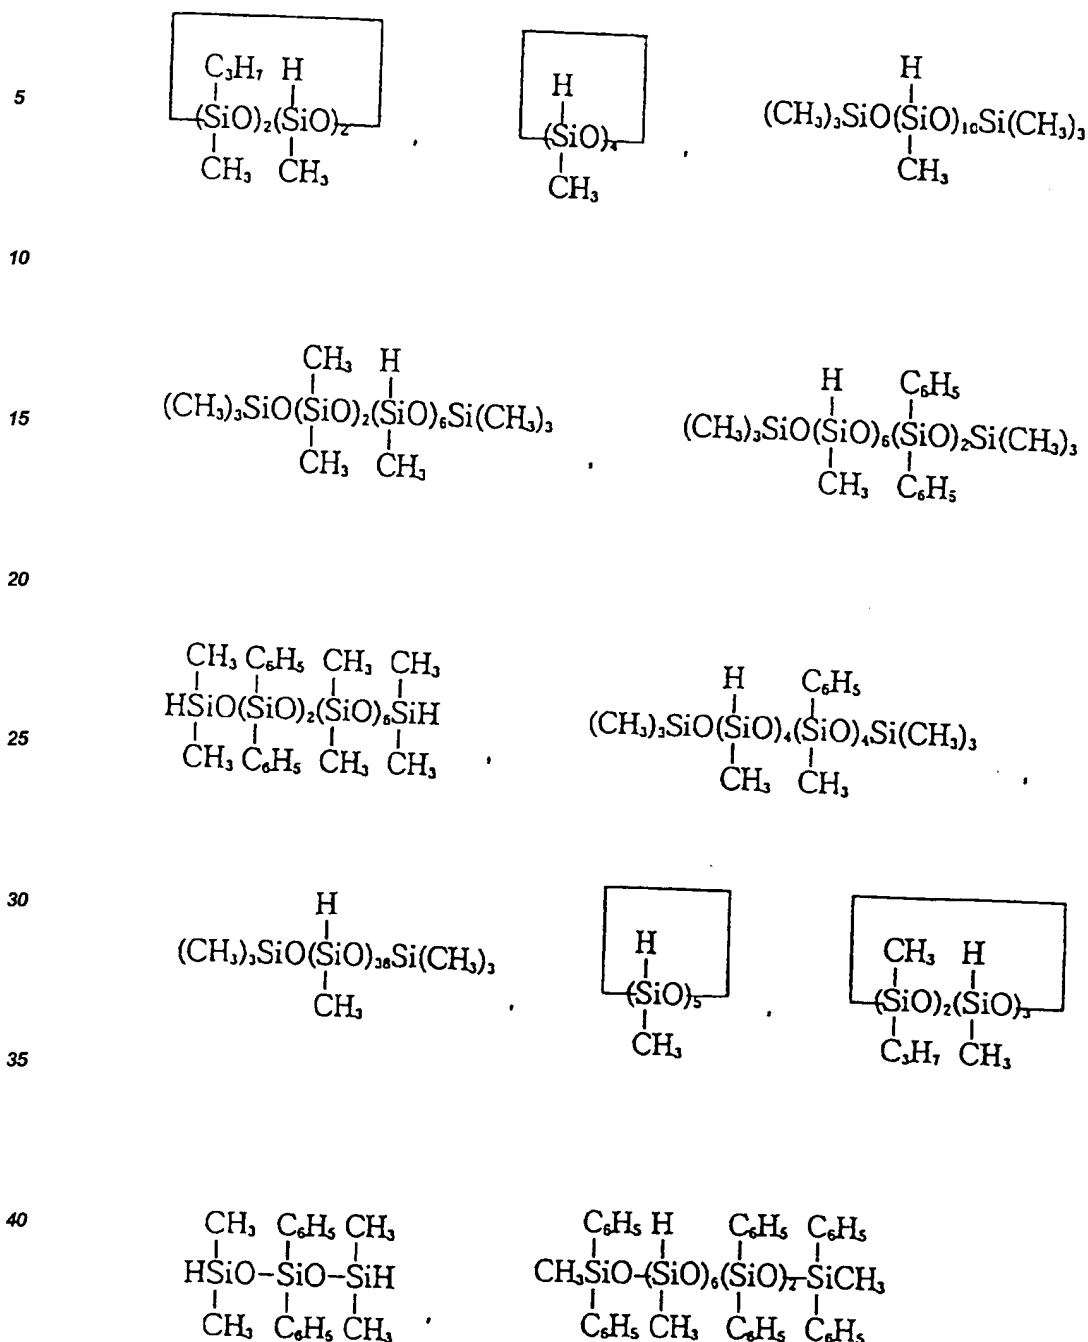 C₃H₇ H
5
(SiO)₂(SiO)₂
CH₃ CH₃ ,
H
(SiO)₄
CH₃ ,
H
(CH₃)₃SiO(SiO)₁₀Si(CH₃)₃
CH₃
10
CH₃ H
15
(CH₃)₃SiO(SiO)₂(SiO)₆Si(CH₃)₃
CH₃ CH₃ ,
H C₆H₅
(CH₃)₃SiO(SiO)₆(SiO)₂Si(CH₃)₃
CH₃ C₆H₅
20
CH₃ C₆H₅ CH₃ CH₃
HSiO(SiO)₂(SiO)₆SiH
CH₃ C₆H₅ CH₃ CH₃ ,
25
H C₆H₅
(CH₃)₃SiO(SiO)₄(SiO)₄Si(CH₃)₃
CH₃ CH₃ ,
30
H
(CH₃)₃SiO(SiO)₃₈Si(CH₃)₃
CH₃ ,
H
(SiO)₅
CH₃ ,
CH₃ H
(SiO)₂(SiO)₃
C₃H₇ CH₃
35
40
CH₃ C₆H₅ CH₃
HSiO–SiO–SiH
CH₃ C₆H₅ CH₃ ,
C₆H₅ H C₆H₅ C₆H₅
CH₃SiO–(SiO)₆(SiO)₂–SiCH₃
C₆H₅ CH₃ C₆H₅ C₆H₅